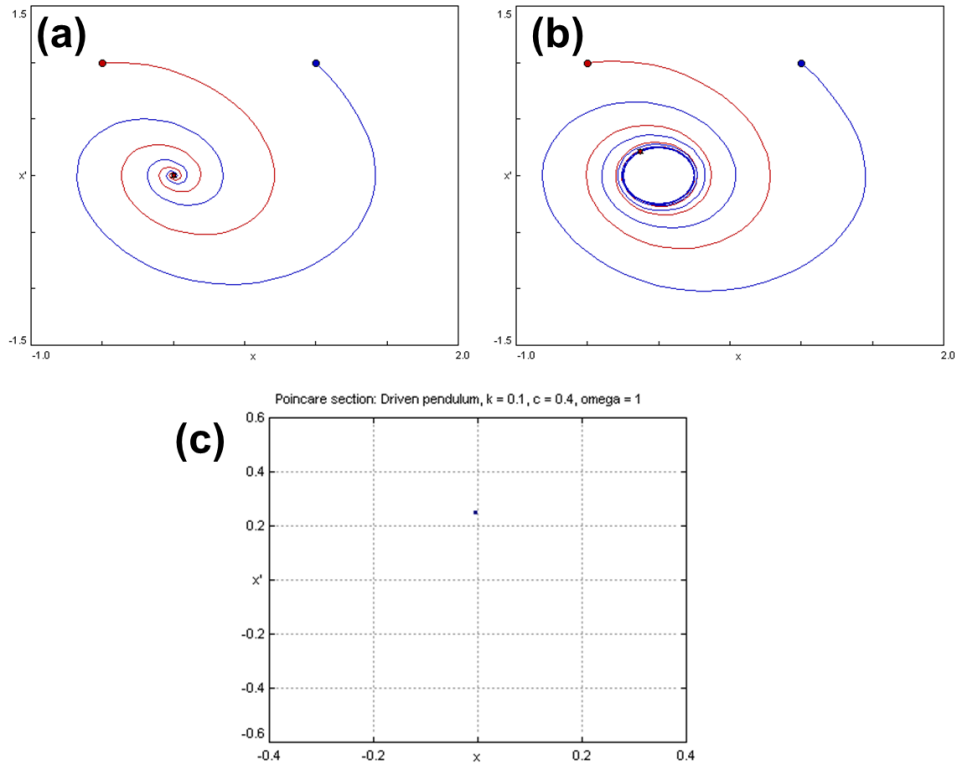 (a)
1.5
x'
-1.5
-1.0
x
2.0
(b)
1.5
x'
-1.5
-1.0
x
2.0
Poincare section: Driven pendulum, k = 0.1, c = 0.4, omega = 1
(c)
0.6
0.4
0.2
x'
-0.0
-0.2
-0.4
-0.6
-0.4
-0.2
x
0.2
0.4